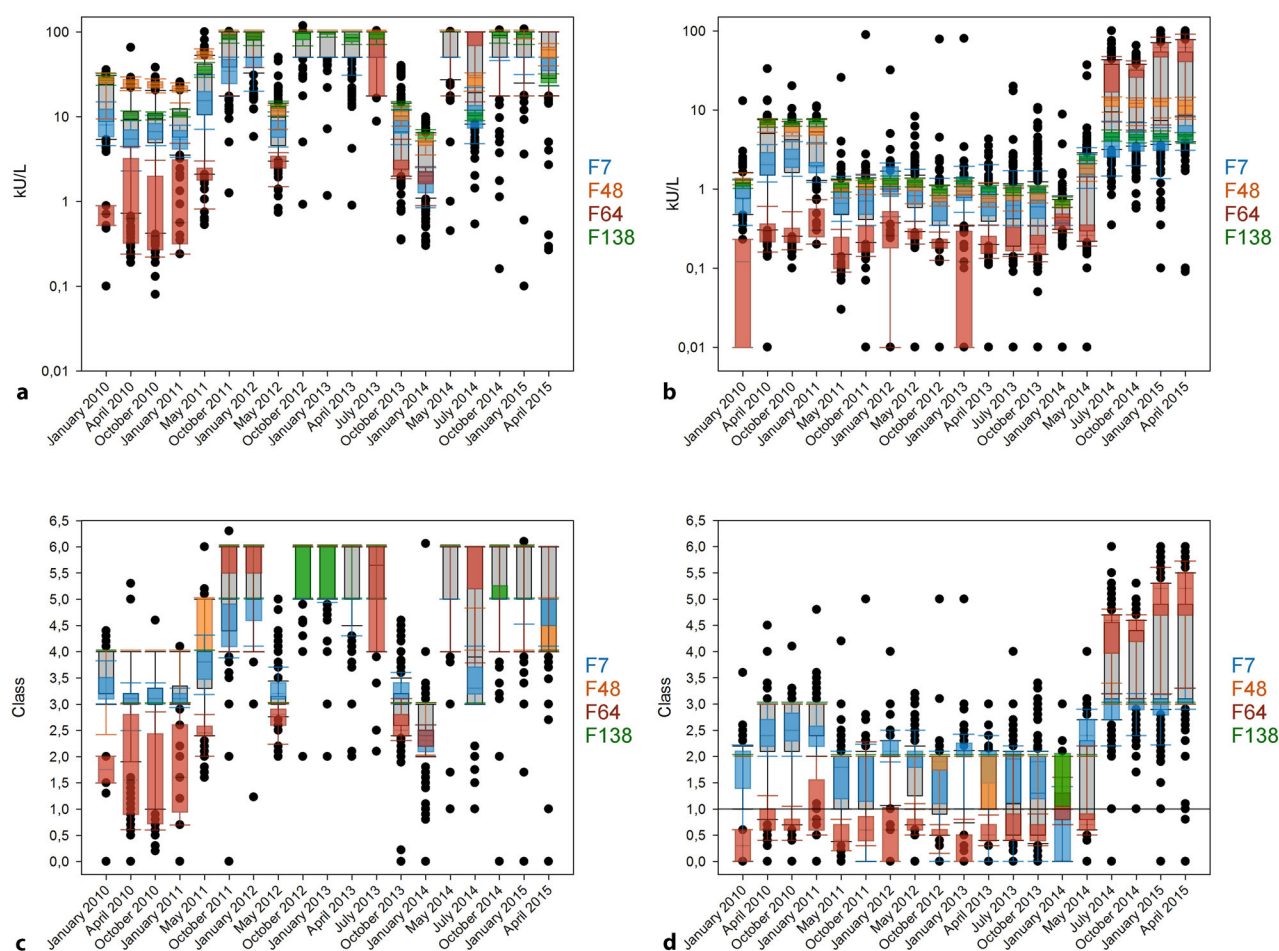 100
10
1
0,1
0,01
kU/L
January 2010
April 2010
October 2010
January 2011
May 2011
October 2011
January 2012
May 2012
October 2012
January 2013
April 2013
July 2013
October 2013
January 2014
May 2014
July 2014
October 2014
January 2015
April 2015
F7
F48
F64
F138
a
100
10
1
0,1
0,01
kU/L
January 2010
April 2010
October 2010
January 2011
May 2011
October 2011
January 2012
May 2012
October 2012
January 2013
April 2013
July 2013
October 2013
January 2014
May 2014
July 2014
October 2014
January 2015
April 2015
F7
F48
F64
F138
b
6,5
6,0
5,5
5,0
4,5
4,0
3,5
3,0
2,5
2,0
1,5
1,0
0,5
0,0
Class
January 2010
April 2010
October 2010
January 2011
May 2011
October 2011
January 2012
May 2012
October 2012
January 2013
April 2013
July 2013
October 2013
January 2014
May 2014
July 2014
October 2014
January 2015
April 2015
F7
F48
F64
F138
c
6,5
6,0
5,5
5,0
4,5
4,0
3,5
3,0
2,5
2,0
1,5
1,0
0,5
0,0
Class
January 2010
April 2010
October 2010
January 2011
May 2011
October 2011
January 2012
May 2012
October 2012
January 2013
April 2013
July 2013
October 2013
January 2014
May 2014
July 2014
October 2014
January 2015
April 2015
F7
F48
F64
F138
d